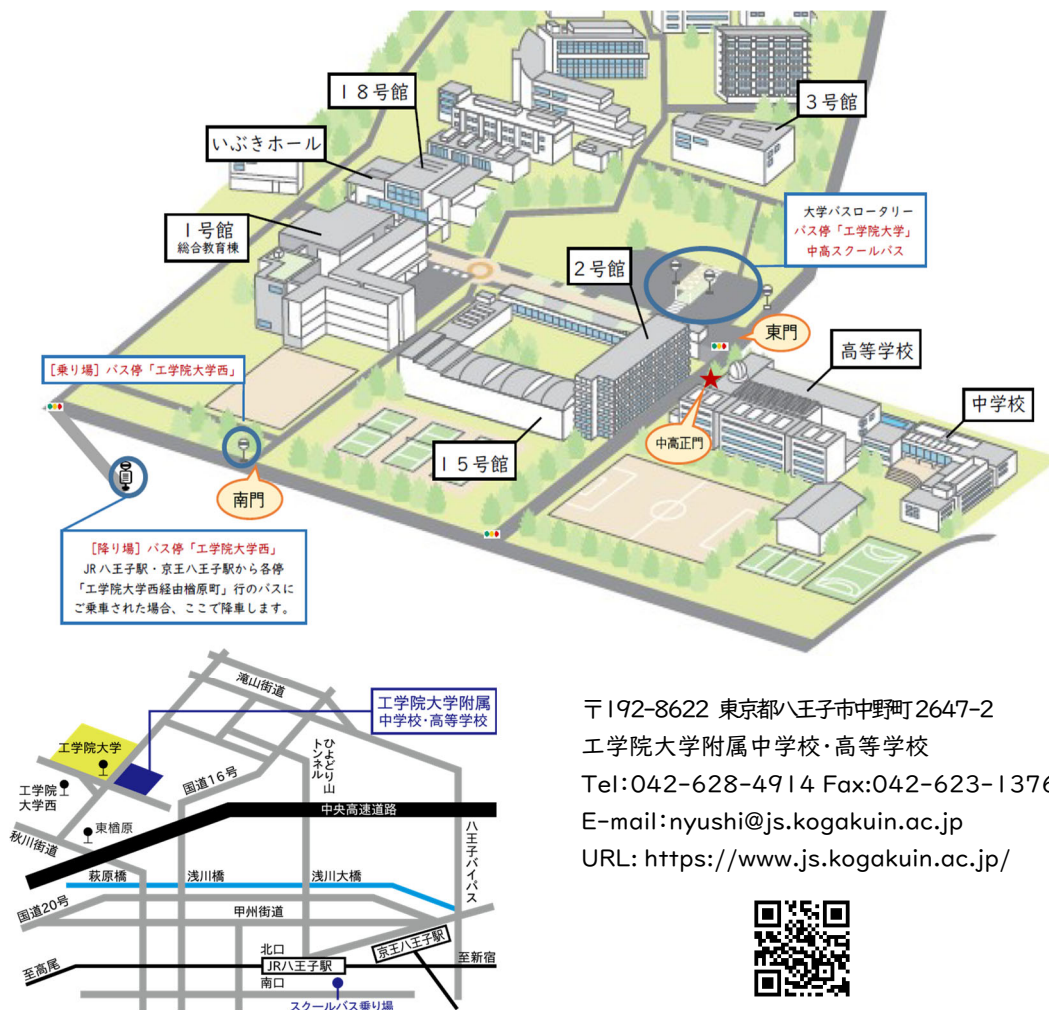 18号館
3号館
いぶきホール
1号館
総合教育棟
大学バスロータリー
バス停「工学院大学」
中高スクールバス
2号館
東門
高等学校
[乗り場] バス停「工学院大学西」
中学校
中高正門
15号館
南門
[降り場] バス停「工学院大学西」
JR八王子駅・京王八王子駅から各停
「工学院大学西経由楢原町」行のバスに
ご乗車された場合、ここで降車します。
滝山街道
工学院大学附属
中学校・高等学校
工学院大学
ひよどり山
トンネル
国道16号
工学院
大学西
中央高速道路
東楢原
秋川街道
八王子バイパス
萩原橋
浅川橋
浅川大橋
国道20号
甲州街道
京王八王子駅
北口
至高尾
JR八王子駅
至新宿
南口
スクールバス乗り場
〒192-8622 東京都八王子市中野町2647-2
工学院大学附属中学校・高等学校
Tel:042-628-4914 Fax:042-623-1376
E-mail:nyushi@js.kogakuin.ac.jp
URL: https://www.js.kogakuin.ac.jp/